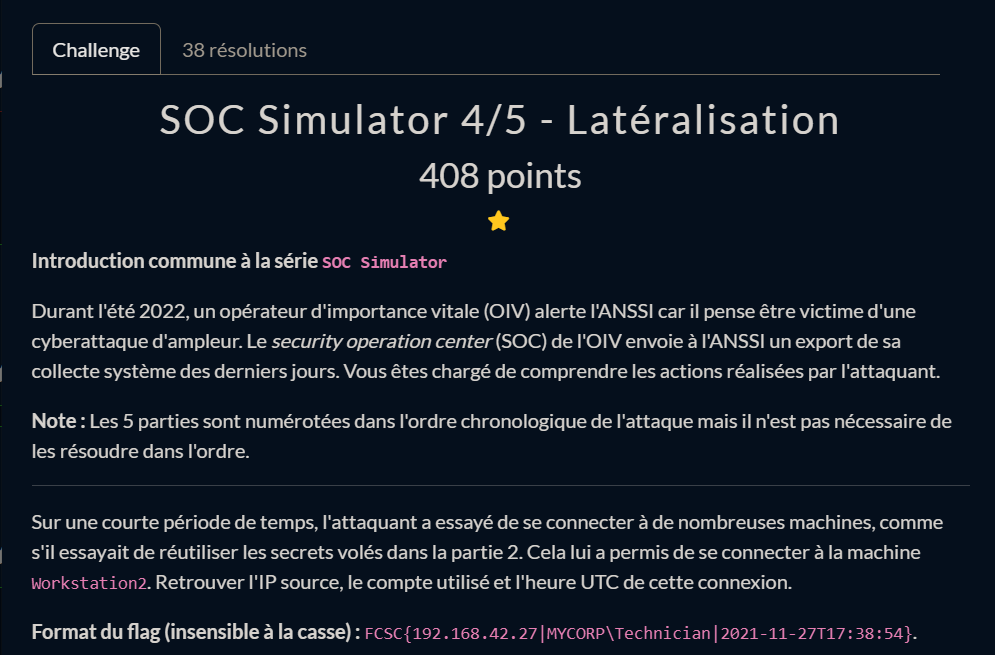 Challenge
38 résolutions
SOC Simulator 4/5 - Latéralisation
408 points
Introduction commune à la série SOC Simulator
Durant l'été 2022, un opérateur d'importance vitale (OIV) alerte l'ANSSI car il pense être victime d'une
cyberattaque d'ampleur. Le security operation center (SOC) de l'OIV envoie à l'ANSSI un export de sa
collecte système des derniers jours. Vous êtes chargé de comprendre les actions réalisées par l'attaquant.
Note : Les 5 parties sont numérotées dans l'ordre chronologique de l'attaque mais il n'est pas nécessaire de
les résoudre dans l'ordre.
Sur une courte période de temps, l'attaquant a essayé de se connecter à de nombreuses machines, comme
s'il essayait de réutiliser les secrets volés dans la partie 2. Cela lui a permis de se connecter à la machine
Workstation2. Retrouver l'IP source, le compte utilisé et l'heure UTC de cette connexion.
Format du flag (insensible à la casse) : FCSC{192.168.42.27|MYCORP\Technician|2021-11-27T17:38:54}.